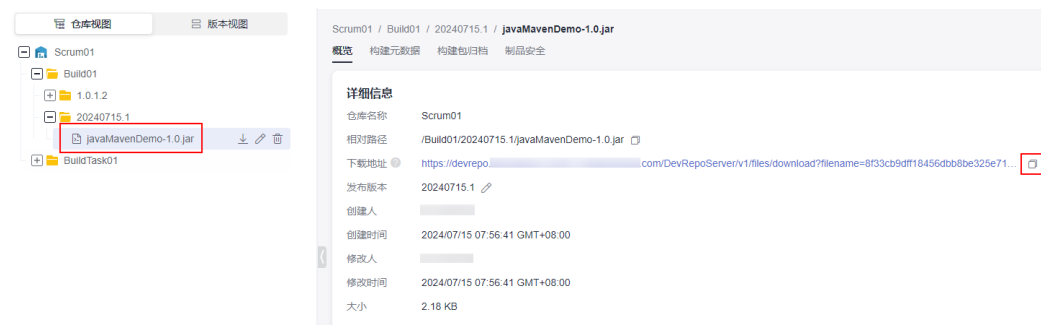 仓库视图
版本视图
Scrum01
Build01
1.0.1.2
20240715.1
javaMavenDemo-1.0.jar
BuildTask01
Scrum01 / Build01 / 20240715.1 / javaMavenDemo-1.0.jar
概览 构建元数据 构建包归档 制品安全
详细信息
仓库名称 Scrum01
相对路径 /Build01/20240715.1/javaMavenDemo-1.0.jar
下载地址 https://devrepo. com/DevRepoServer/v1/files/download?filename=8f33cb9dff18456dbb8be325e71...
发布版本 20240715.1
创建人
创建时间 2024/07/15 07:56:41 GMT+08:00
修改人
修改时间 2024/07/15 07:56:41 GMT+08:00
大小 2.18 KB